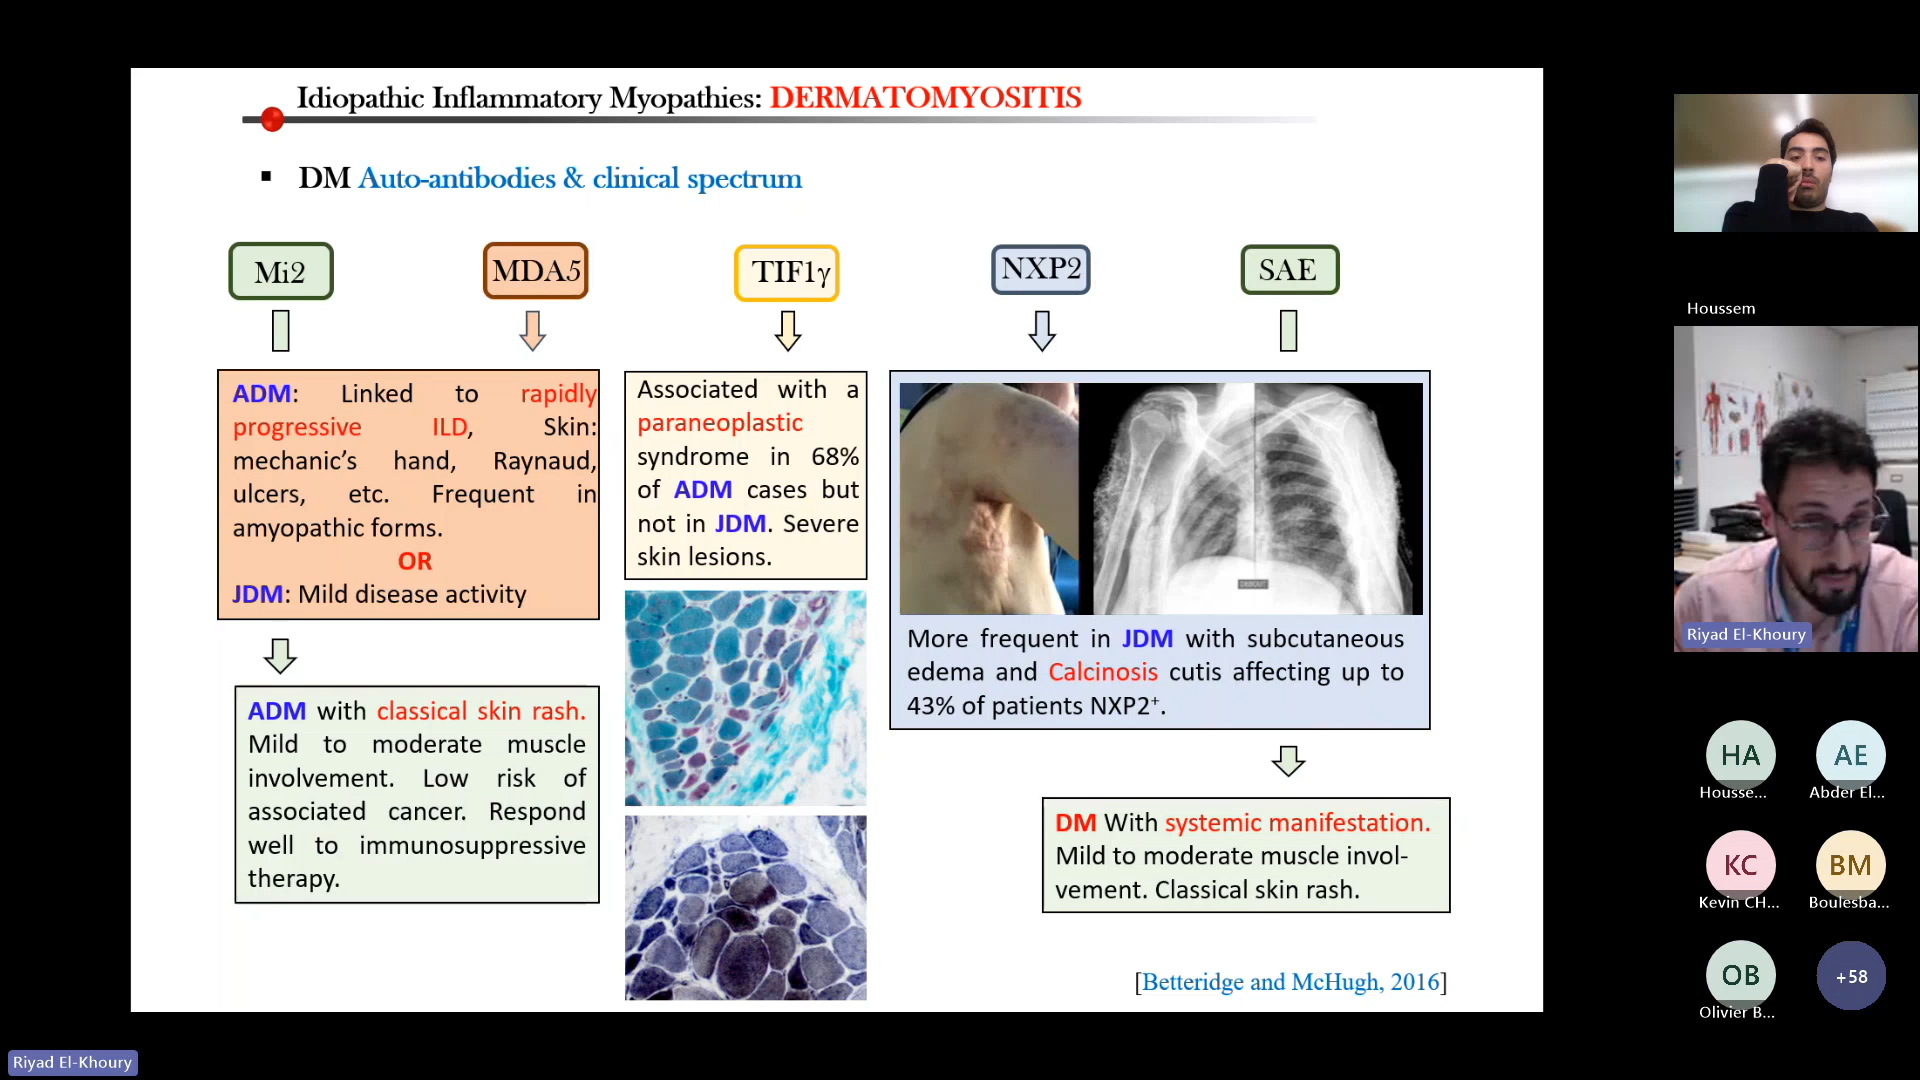 Idiopathic Inflammatory Myopathies: DERMATOMYOSITIS
▪ DM Auto-antibodies & clinical spectrum
Mi2
MDA5
TIF1γ
NXP2
SAE
ADM: Linked to rapidly
progressive ILD, Skin:
mechanic's hand, Raynaud,
ulcers, etc. Frequent in
amyopathic forms.
OR
JDM: Mild disease activity
ADM with classical skin rash.
Mild to moderate muscle
involvement. Low risk of
associated cancer. Respond
well to immunosuppressive
therapy.
Associated with a
paraneoplastic
syndrome in 68%
of ADM cases but
not in JDM. Severe
skin lesions.
More frequent in JDM with subcutaneous
edema and Calcinosis cutis affecting up to
43% of patients NXP2⁺.
DM With systemic manifestation.
Mild to moderate muscle invol-
vement. Classical skin rash.
[Betteridge and McHugh, 2016]
Houssem
Riyad El-Khoury
HA
Housse...
AE
Abder El...
KC
Kevin CH...
BM
Boulesba...
OB
Olivier B...
+58
Riyad El-Khoury